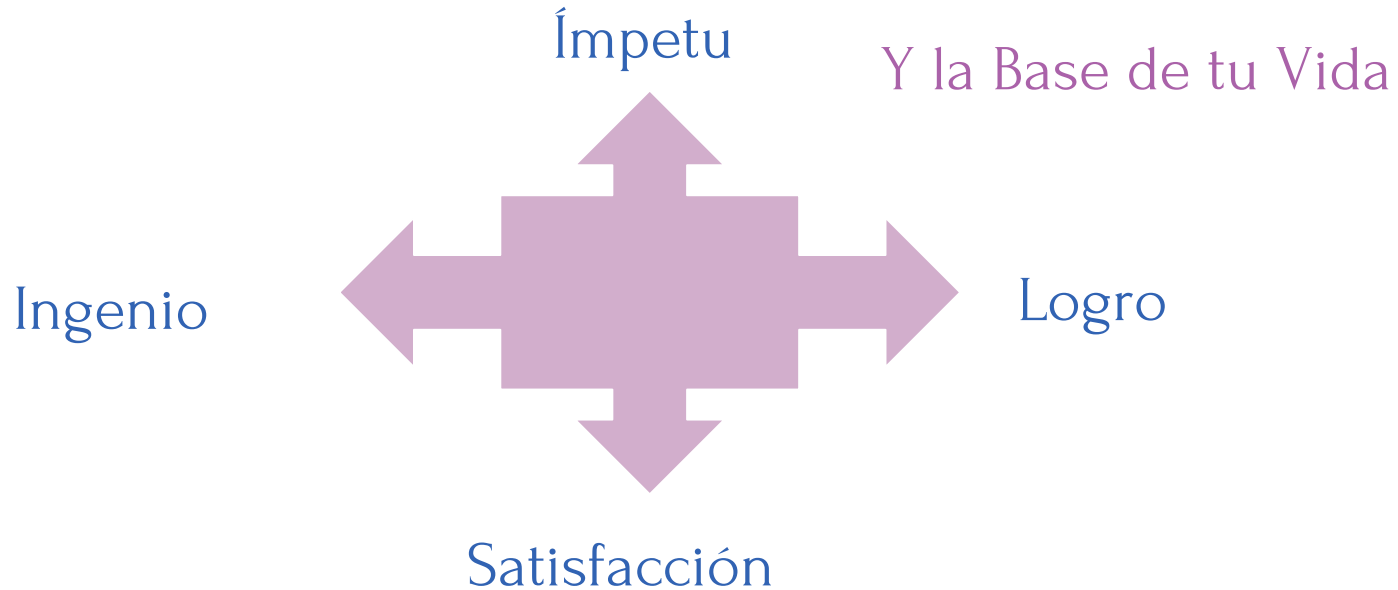 Ímpetu
Y la Base de tu Vida
Ingenio
Logro
Satisfacción